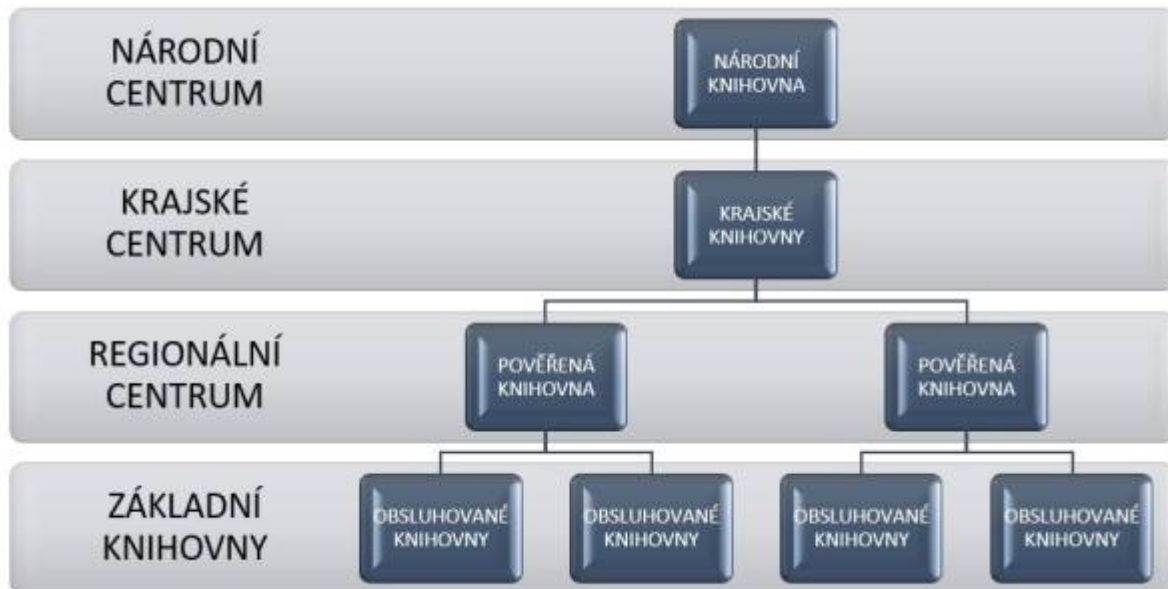 NÁRODNÍ
CENTRUM
NÁRODNÍ
KNIHOVNA
KRAJSKÉ
CENTRUM
KRAJSKÉ
KNIHOVNY
REGIONÁLNÍ
CENTRUM
POVĚŘENÁ
KNIHOVNA
POVĚŘENÁ
KNIHOVNA
ZÁKLADNÍ
KNIHOVNY
OBSLUHOVANÉ
KNIHOVNY
OBSLUHOVANÉ
KNIHOVNY
OBSLUHOVANÉ
KNIHOVNY
OBSLUHOVANÉ
KNIHOVNY